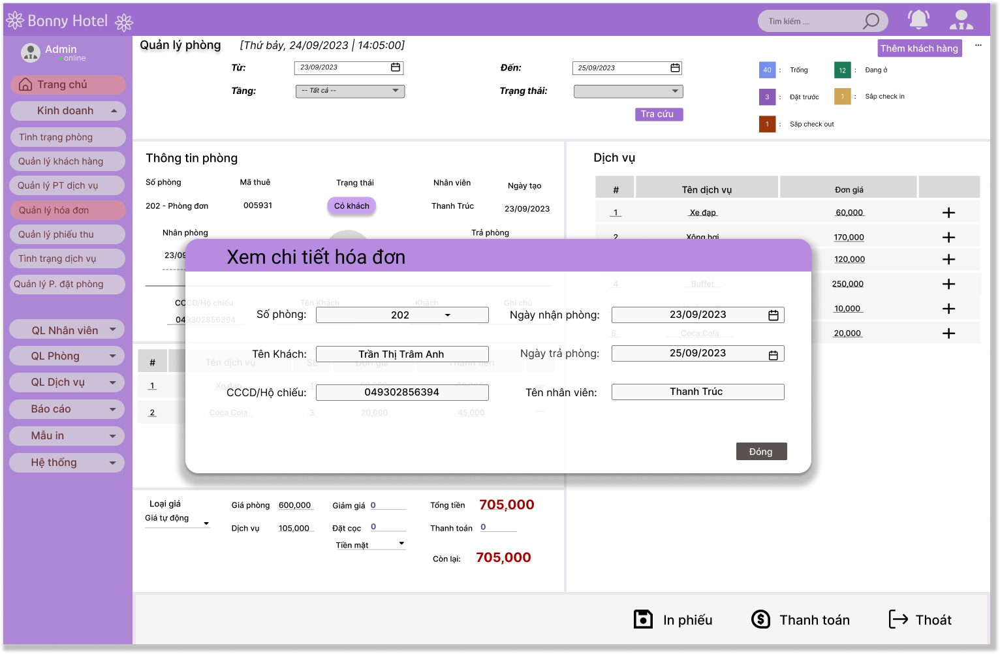 Bonny Hotel
Tìm kiếm ....
Admin
online
Trang chủ
Kinh doanh
Tình trạng phòng
Quản lý khách hàng
Quản lý PT dịch vụ
Quản lý hóa đơn
Quản lý phiếu thu
Tình trạng dịch vụ
Quản lý P. đặt phòng
QL Nhân viên
QL Phòng
QL Dịch vụ
Báo cáo
Mẫu in
Hệ thống
Quản lý phòng [Thứ bảy, 24/09/2023 | 14:05:00]
Thêm khách hàng ...
Từ: 23/09/2023 Đến: 25/09/2023
Tầng: -- Tất cả -- Trạng thái:
Tra cứu
40 : Trống 12 : Đang ở
3 : Đặt trước 1 : Sắp check in
1 : Sắp check out
Thông tin phòng
Số phòng Mã thuê Trạng thái Nhân viên Ngày tạo
202 - Phòng đơn 005931 Có khách Thanh Trúc 23/09/2023
Nhân phòng Trả phòng
23/09
CCCD/Hộ chiếu Tên Khách Khách Ghi chú
049302856394
Dịch vụ
# Tên dịch vụ Đơn giá
1 Xe đạp 60,000 +
2 Xông hơi 170,000 +
120,000 +
4 Buffet 250,000 +
10,000 +
6 Coca Cola 20,000 +
Xem chi tiết hóa đơn
Số phòng: 202 Ngày nhận phòng: 23/09/2023
Tên Khách: Trần Thị Trâm Anh Ngày trả phòng: 25/09/2023
CCCD/Hộ chiếu: 049302856394 Tên nhân viên: Thanh Trúc
Đóng
# Tên dịch vụ SL Đơn giá Thành tiền
1 Xe đạp 1 60,000
2 Coca Cola 3 20,000 45,000
Loại giá
Giá tự động
Giá phòng 600,000 Giảm giá 0 Tổng tiền 705,000
Dịch vụ 105,000 Đặt cọc 0 Thanh toán 0
Tiền mặt
Còn lại: 705,000
In phiếu Thanh toán Thoát